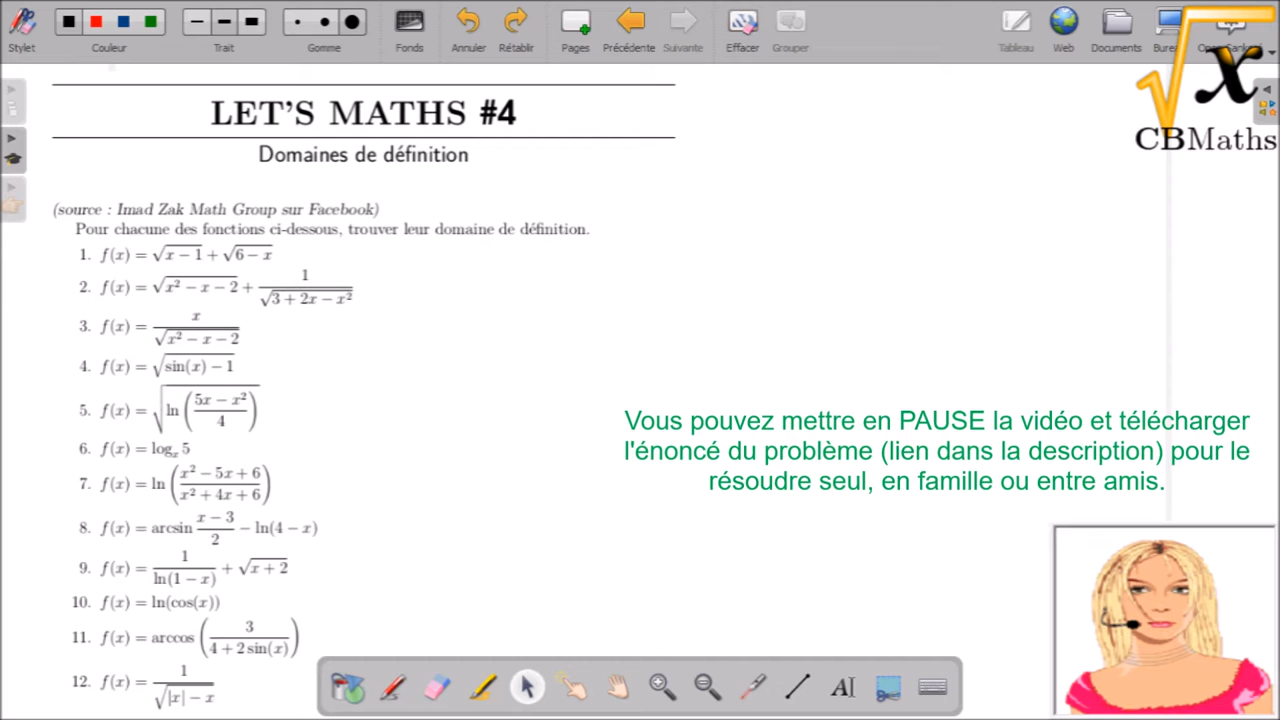 Stylet Couleur Trait Gomme Fonds Annuler Rétablir Pages Précédente Suivante Effacer Grouper Tableau Web Documents
CBMaths
LET'S MATHS #4
Domaines de définition
(source : Imad Zak Math Group sur Facebook)
Pour chacune des fonctions ci-dessous, trouver leur domaine de définition.
1. f(x) = √(x − 1) + √(6 − x)
2. f(x) = √(x² − x − 2) + 1/√(3 + 2x − x²)
3. f(x) = x/√(x² − x − 2)
4. f(x) = √(sin(x) − 1)
5. f(x) = √(ln((5x − x²)/4))
6. f(x) = logₓ 5
7. f(x) = ln((x² − 5x + 6)/(x² + 4x + 6))
8. f(x) = arcsin (x − 3)/2 − ln(4 − x)
9. f(x) = 1/ln(1 − x) + √(x + 2)
10. f(x) = ln(cos(x))
11. f(x) = arccos(3/(4 + 2 sin(x)))
12. f(x) = 1/√(|x| − x)
Vous pouvez mettre en PAUSE la vidéo et télécharger
l'énoncé du problème (lien dans la description) pour le
résoudre seul, en famille ou entre amis.